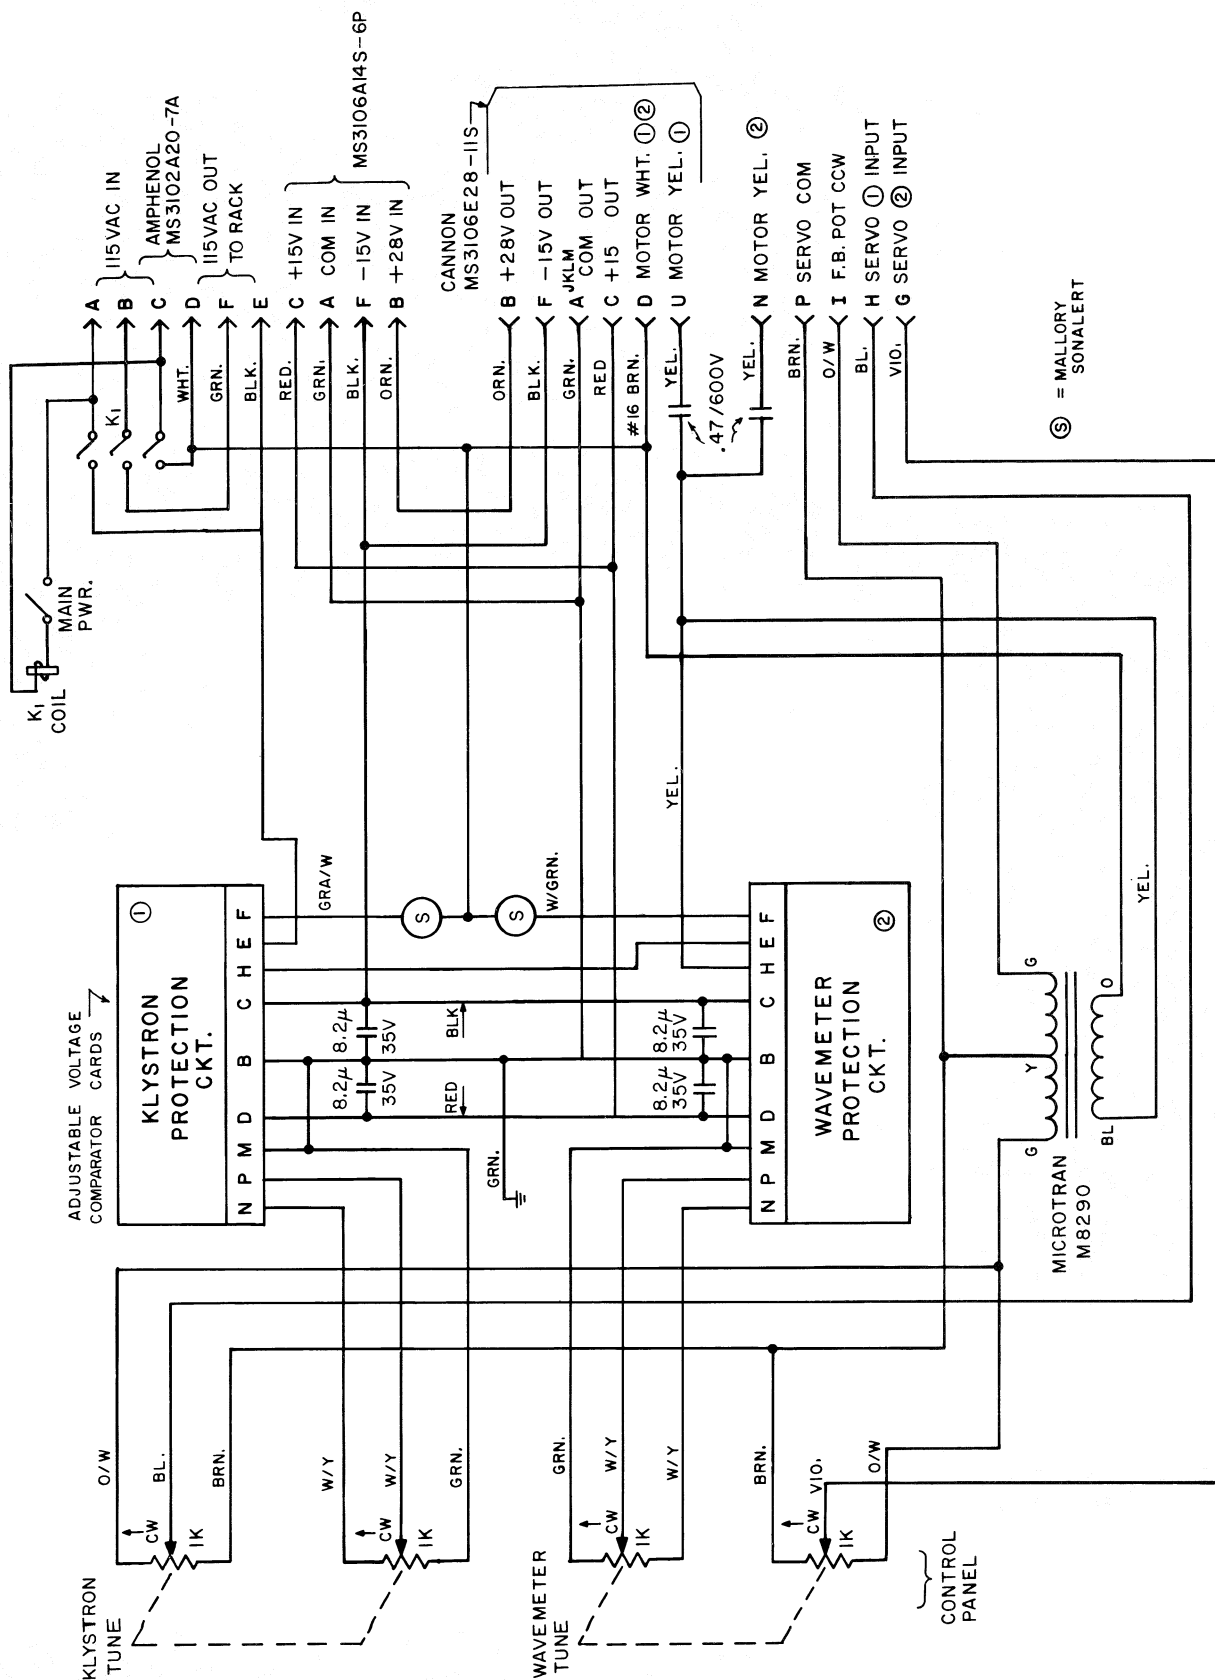 K₁
COIL
MAIN
PWR.
K₁
A
B
C
D
F
E
115VAC IN
AMPHENOL
MS3102A20-7A
115VAC OUT
TO RACK
WHT.
GRN.
BLK.
RED.
GRN.
BLK.
ORN.
C +15V IN
A COM IN
F -15V IN
B +28V IN
MS3106A14S-6P
CANNON
MS3106E28-11S
ORN.
BLK.
GRN.
RED
#16 BRN.
YEL.
YEL.
BRN.
O/W
BL.
VIO.
B +28V OUT
F -15V OUT
JKLM
A COM OUT
C +15 OUT
D MOTOR WHT. ① ②
U MOTOR YEL. ①
N MOTOR YEL. ②
P SERVO COM
I F.B. POT CCW
H SERVO ① INPUT
G SERVO ② INPUT
.47/600V
Ⓢ = MALLORY
SONALERT
ADJUSTABLE VOLTAGE
COMPARATOR CARDS
KLYSTRON
PROTECTION
CKT.
①
N P M D B C H E F
GRA/W
S
S
W/GRN.
8.2µ
35V
8.2µ
35V
RED
BLK
GRN.
8.2µ
35V
8.2µ
35V
YEL.
N P M D B C H E F
WAVEMETER
PROTECTION
CKT.
②
G
Y
G
BL
O
YEL.
MICROTRAN
M8290
KLYSTRON
TUNE
O/W
BL.
BRN.
CW
1K
W/Y
W/Y
GRN.
CW
1K
WAVEMETER
TUNE
GRN.
W/Y
W/Y
CW
1K
BRN.
VIO.
O/W
CW
1K
CONTROL
PANEL